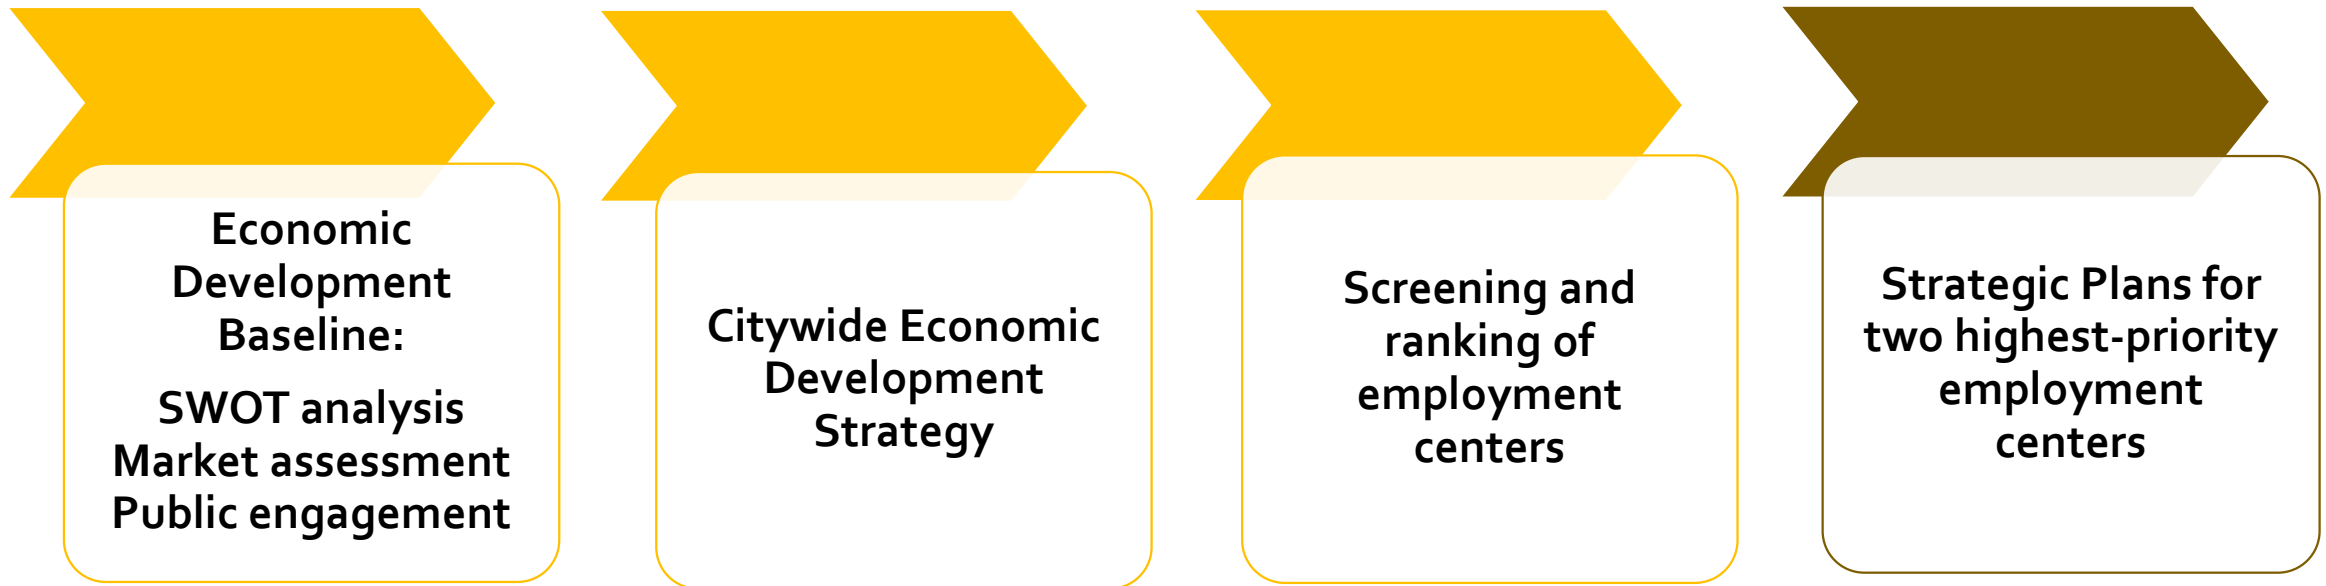 Economic
Development
Baseline:
SWOT analysis
Market assessment
Public engagement
Citywide Economic
Development
Strategy
Screening and
ranking of
employment
centers
Strategic Plans for
two highest-priority
employment
centers